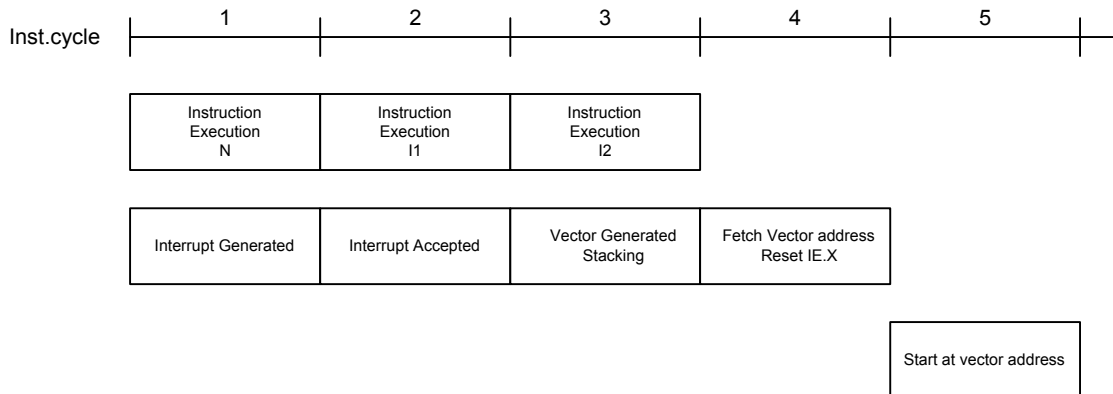 1 2 3 4 5
Inst.cycle
Instruction
Execution
N
Instruction
Execution
I1
Instruction
Execution
I2
Interrupt Generated
Interrupt Accepted
Vector Generated
Stacking
Fetch Vector address
Reset IE.X
Start at vector address